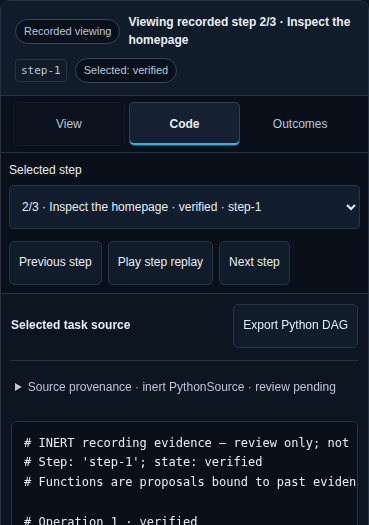 Recorded viewing
Viewing recorded step 2/3 · Inspect the
homepage
step-1
Selected: verified
View
Code
Outcomes
Selected step
2/3 · Inspect the homepage · verified · step-1
Previous step
Play step replay
Next step
Selected task source
Export Python DAG
▶ Source provenance · inert PythonSource · review pending
# INERT recording evidence — review only; not
# Step: 'step-1'; state: verified
# Functions are proposals bound to past eviden
# Operation 1 · verified